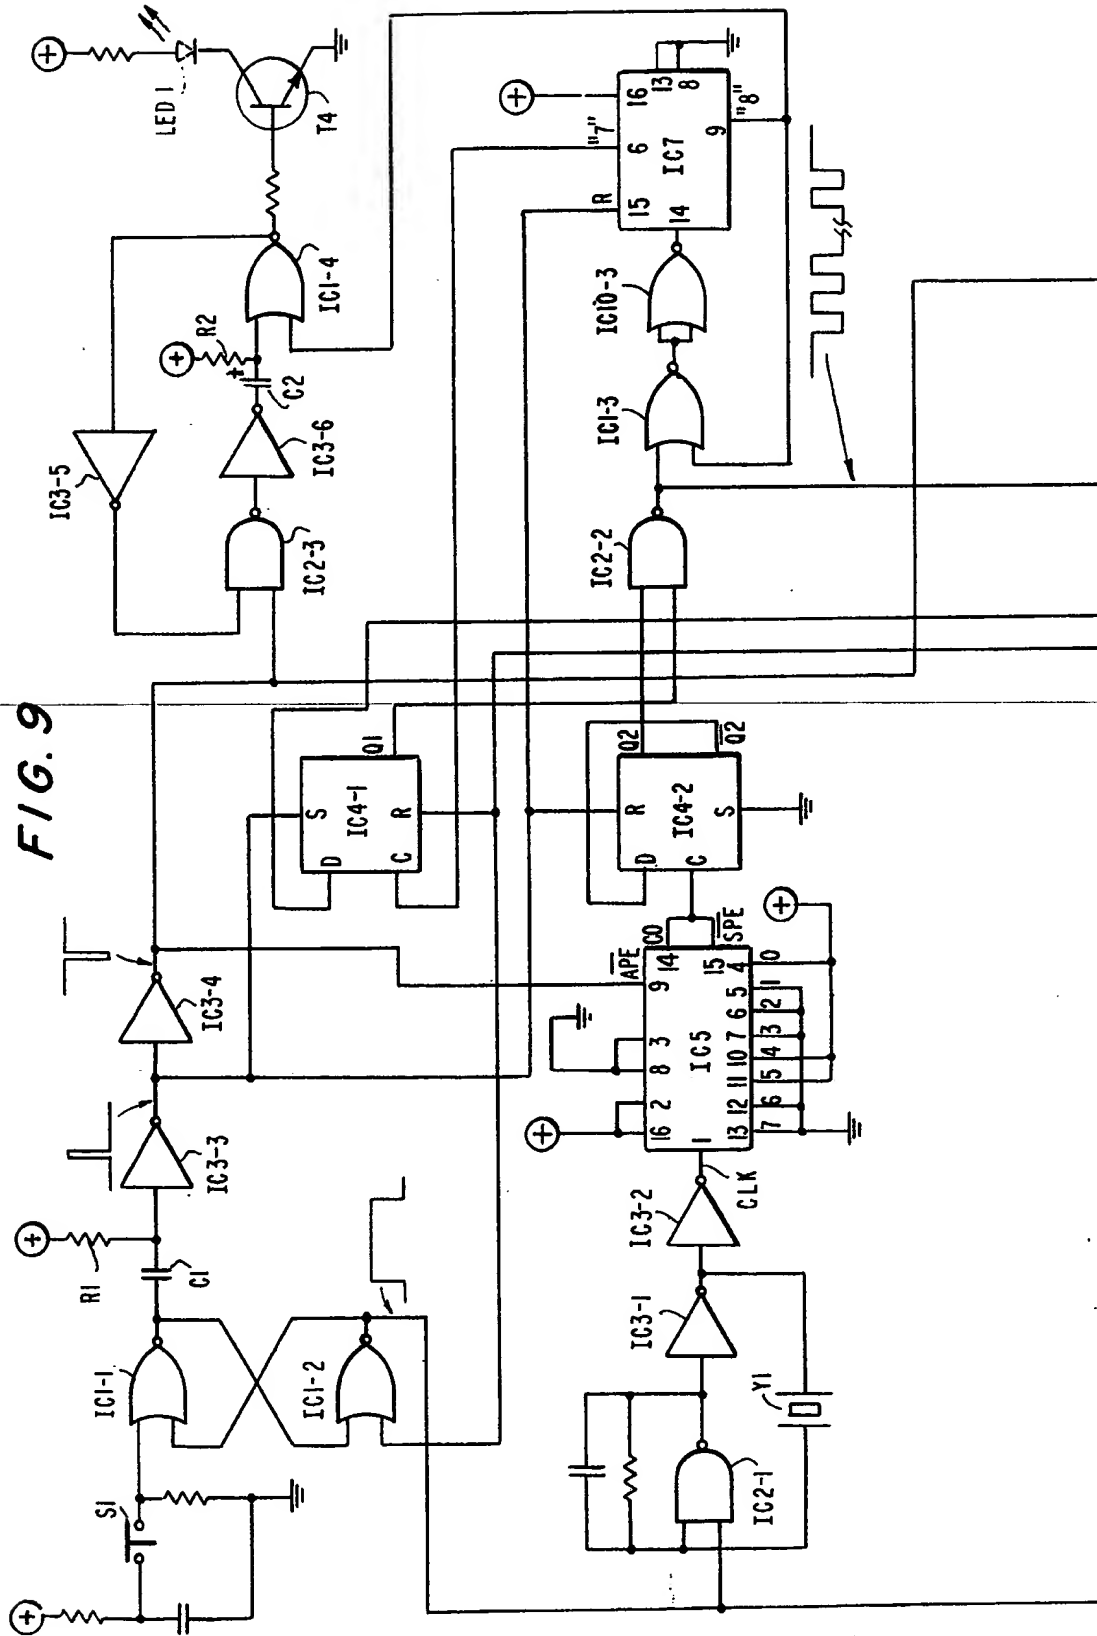 FIG. 9
LED 1
T4
IC1-4
R2
+
C2
IC3-5
IC3-6
IC2-3
"7"
R
16
13
8
6
15
IC7
14
9
"8"
IC10-3
IC1-3
IC2-2
S
Q1
IC4-1
D
C
R
Q2
R
IC4-2
D
C
S
Q2
IC3-4
IC3-3
R1
C1
IC1-1
IC1-2
S1
APE
CO
SPE
9
14
15
3
8
IC5
2
16
1
4
5
6
7
10
11
12
13
0
1
2
3
4
5
6
7
CLK
IC3-2
IC3-1
Y1
IC2-1